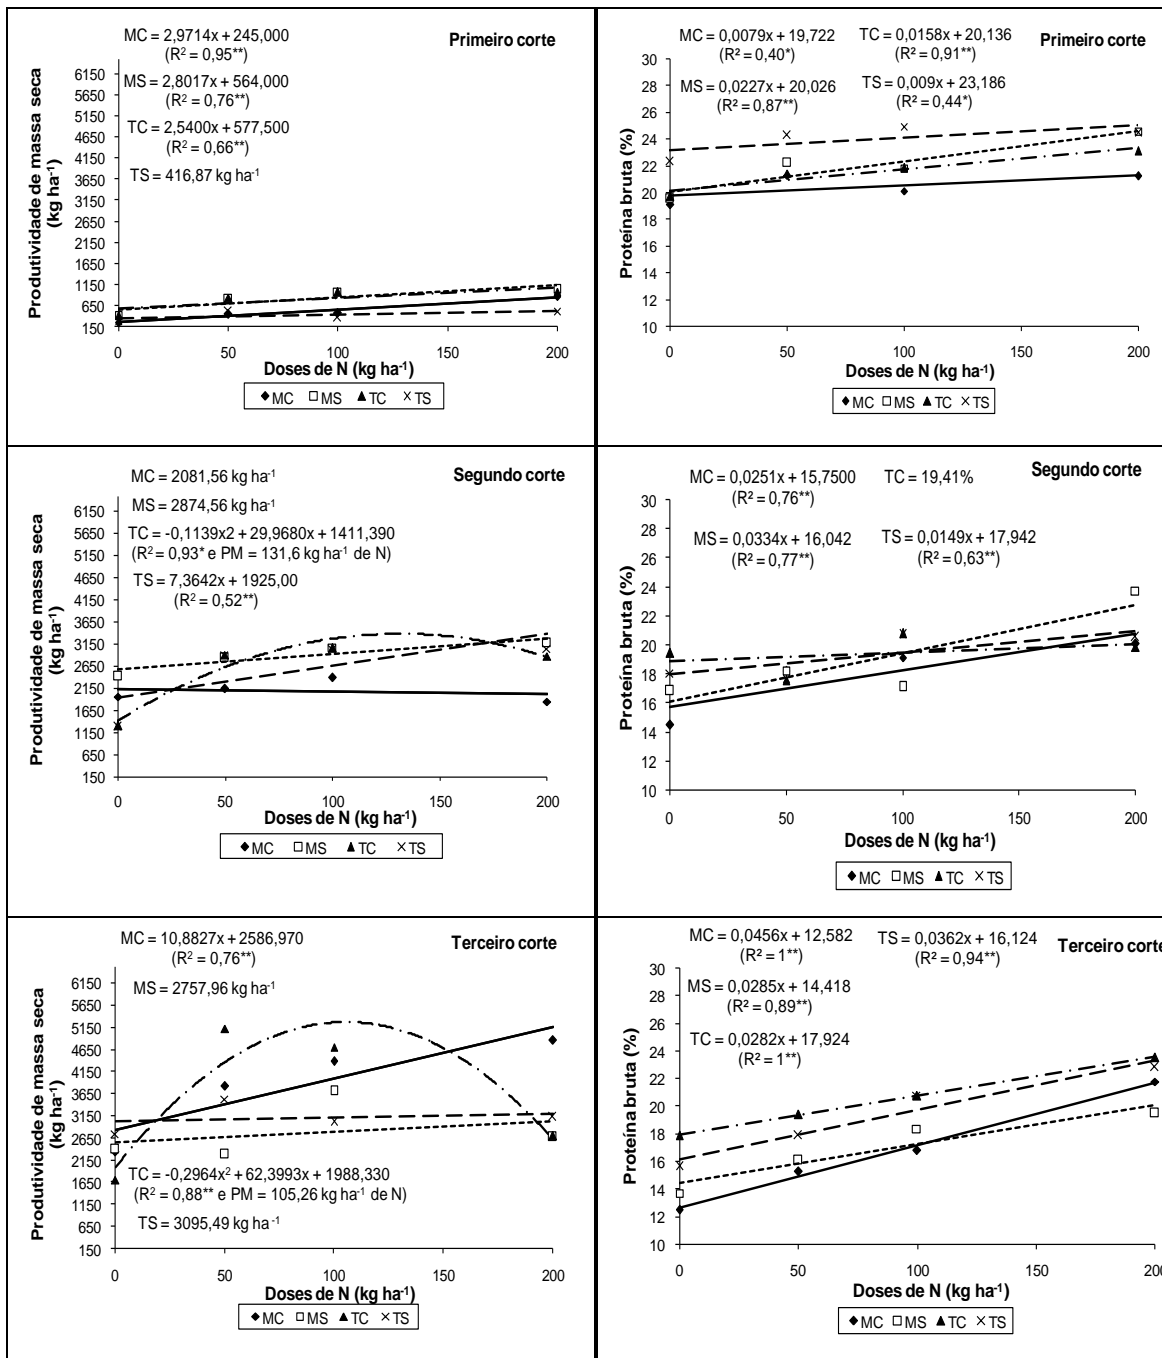 MC = 2,9714x + 245,000
(R² = 0,95**)
Primeiro corte
MS = 2,8017x + 564,000
(R² = 0,76**)
TC = 2,5400x + 577,500
(R² = 0,66**)
TS = 416,87 kg ha⁻¹
Produtividade de massa seca
(kg ha⁻¹)
6150
5650
5150
4650
4150
3650
3150
2650
2150
1650
1150
650
150
0 50 100 150 200
Doses de N (kg ha⁻¹)
MC MS TC TS
MC = 0,0079x + 19,722
(R² = 0,40*)
TC = 0,0158x + 20,136
(R² = 0,91**)
Primeiro corte
MS = 0,0227x + 20,026
(R² = 0,87**)
TS = 0,009x + 23,186
(R² = 0,44*)
Proteína bruta (%)
30
28
26
24
22
20
18
16
14
12
10
0 50 100 150 200
Doses de N (kg ha⁻¹)
MC MS TC TS
MC = 2081,56 kg ha⁻¹
Segundo corte
MS = 2874,56 kg ha⁻¹
TC = -0,1139x2 + 29,9680x + 1411,390
(R² = 0,93* e PM = 131,6 kg ha⁻¹ de N)
TS = 7,3642x + 1925,00
(R² = 0,52**)
Produtividade de massa seca
(kg ha⁻¹)
6150
5650
5150
4650
4150
3650
3150
2650
2150
1650
1150
650
150
0 50 100 150 200
Doses de N (kg ha⁻¹)
MC MS TC TS
MC = 0,0251x + 15,7500
(R² = 0,76**)
TC = 19,41%
Segundo corte
MS = 0,0334x + 16,042
(R² = 0,77**)
TS = 0,0149x + 17,942
(R² = 0,63**)
Proteína bruta (%)
30
28
26
24
22
20
18
16
14
12
10
0 50 100 150 200
Doses de N (kg ha⁻¹)
MC MS TC TS
MC = 10,8827x + 2586,970
(R² = 0,76**)
Terceiro corte
MS = 2757,96 kg ha⁻¹
TC = -0,2964x² + 62,3993x + 1988,330
(R² = 0,88** e PM = 105,26 kg ha⁻¹ de N)
TS = 3095,49 kg ha⁻¹
Produtividade de massa seca
(kg ha⁻¹)
6150
5650
5150
4650
4150
3650
3150
2650
2150
1650
1150
650
150
0 50 100 150 200
Doses de N (kg ha⁻¹)
MC MS TC TS
MC = 0,0456x + 12,582
(R² = 1**)
TS = 0,0362x + 16,124
(R² = 0,94**)
Terceiro corte
MS = 0,0285x + 14,418
(R² = 0,89**)
TC = 0,0282x + 17,924
(R² = 1**)
Proteína bruta (%)
30
28
26
24
22
20
18
16
14
12
10
0 50 100 150 200
Doses de N (kg ha⁻¹)
MC MS TC TS